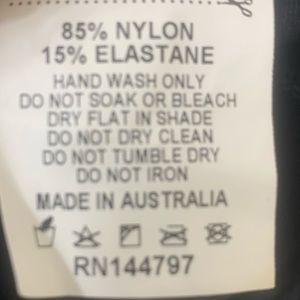 85% NYLON
15% ELASTANE
HAND WASH ONLY
DO NOT SOAK OR BLEACH
DRY FLAT IN SHADE
DO NOT DRY CLEAN
DO NOT TUMBLE DRY
DO NOT IRON
MADE IN AUSTRALIA
RN144797